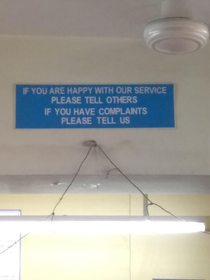 IF YOU ARE HAPPY WITH OUR SERVICE
PLEASE TELL OTHERS
IF YOU HAVE COMPLAINTS
PLEASE TELL US